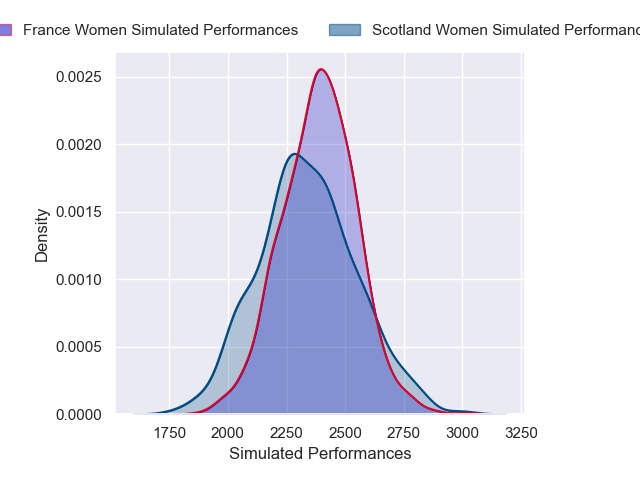 France Women Simulated Performances Scotland Women Simulated
0.0025
0.0020
0.0015
0.0010
0.0005
0.0000
Density
1750 2000 2250 2500 2750 3000 3250
Simulated Performances